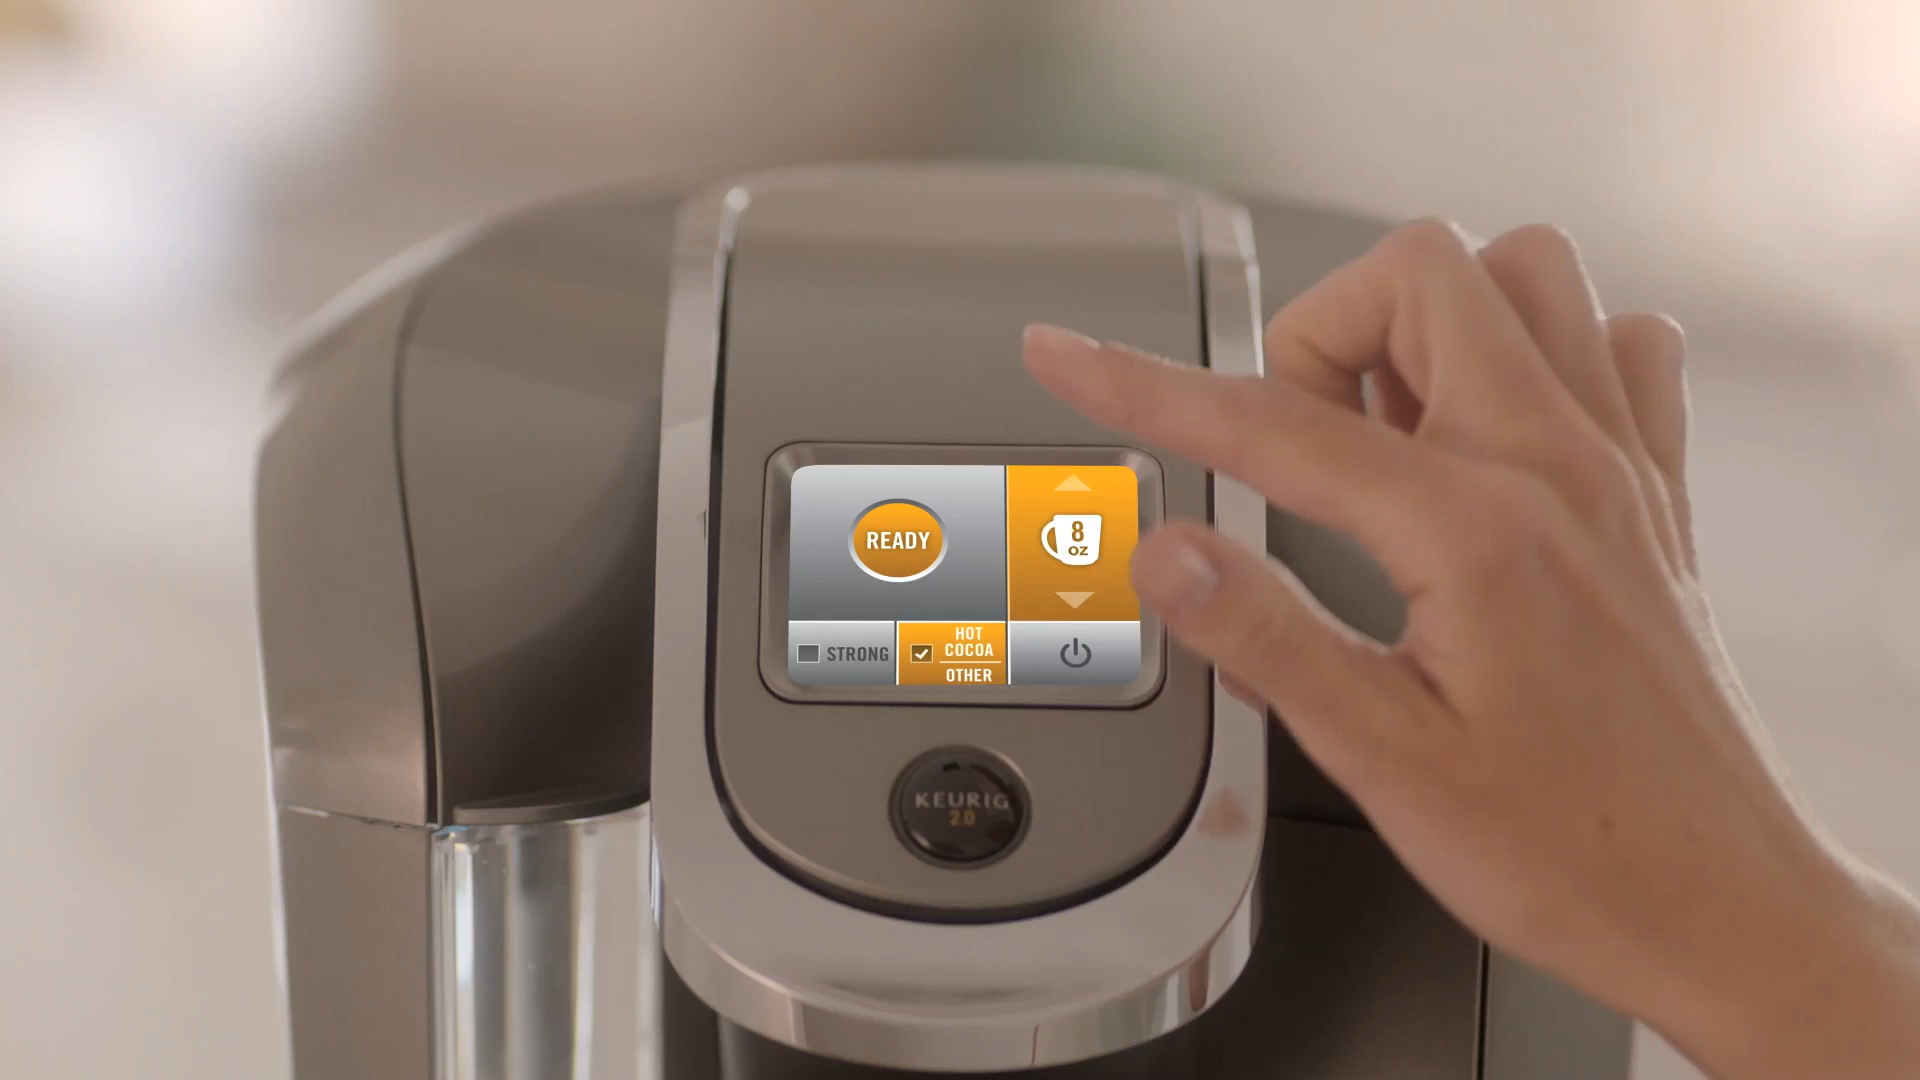 READY
8
OZ
STRONG
HOT
COCOA
OTHER
KEURIG
2.0